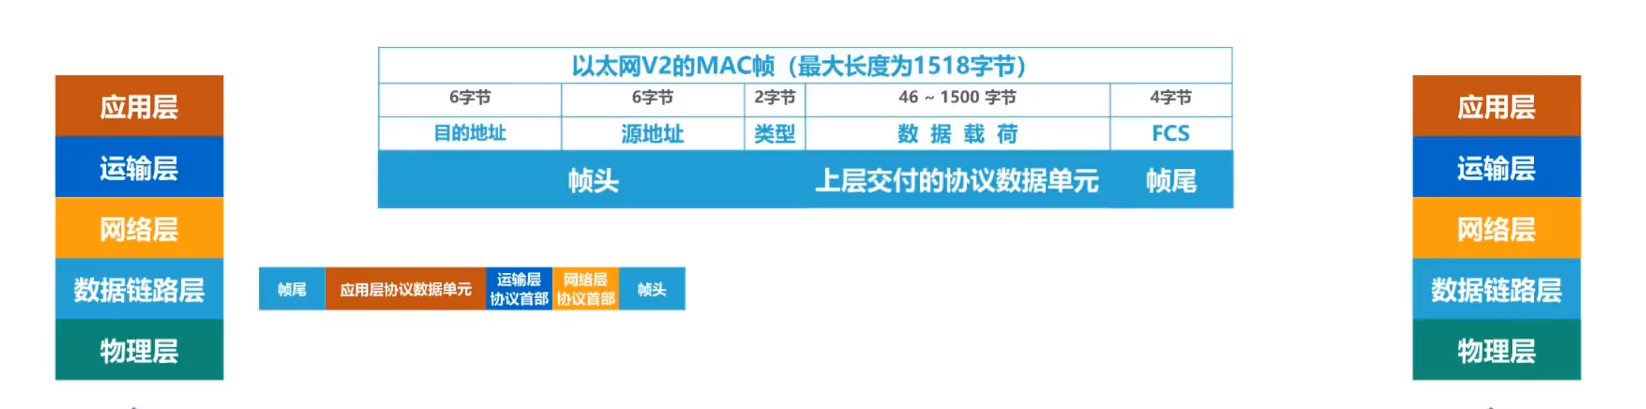 应用层
运输层
网络层
数据链路层
物理层
以太网V2的MAC帧（最大长度为1518字节）
6字节 6字节 2字节 46 ~ 1500 字节 4字节
目的地址 源地址 类型 数 据 载 荷 FCS
帧头 上层交付的协议数据单元 帧尾
帧尾 应用层协议数据单元 运输层 协议首部 网络层 协议首部 帧头
应用层
运输层
网络层
数据链路层
物理层